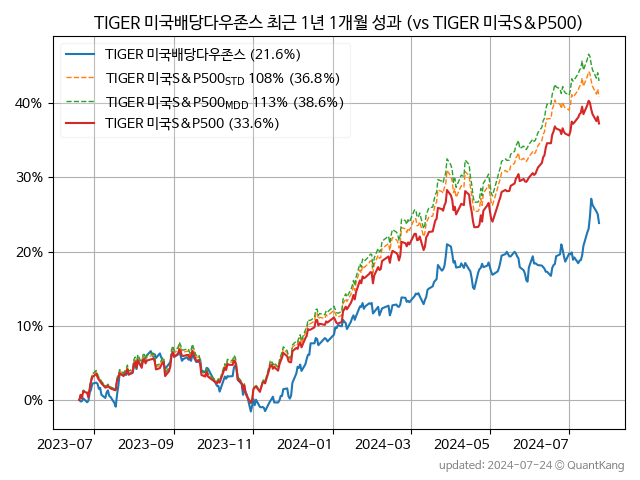 TIGER 미국배당다우존스 최근 1년 1개월 성과 (vs TIGER 미국S&P500)
TIGER 미국배당다우존스 (21.6%)
TIGER 미국S&P500STD 108% (36.8%)
TIGER 미국S&P500MDD 113% (38.6%)
TIGER 미국S&P500 (33.6%)
40%
30%
20%
10%
0%
2023-07 2023-09 2023-11 2024-01 2024-03 2024-05 2024-07
updated: 2024-07-24 ⓒ QuantKang